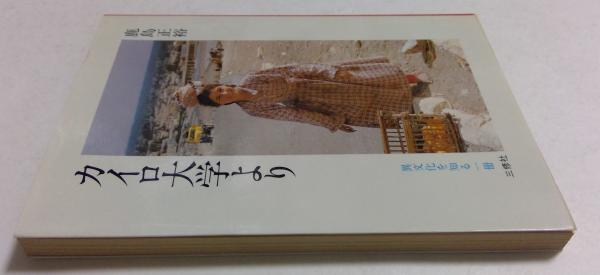 鹿島正裕
カイロ大学より
異文化を知る一冊
三修社